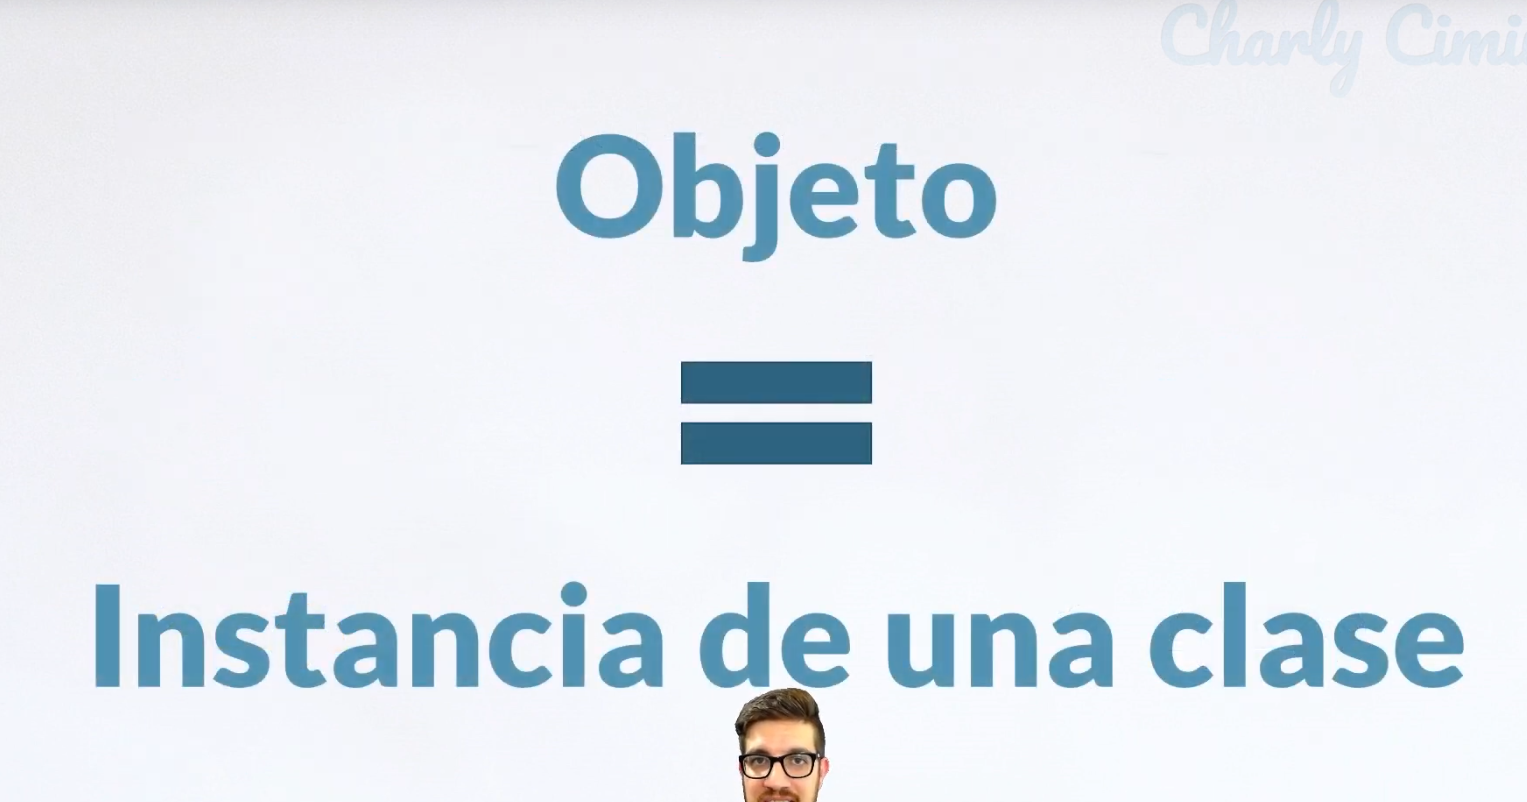 Charly
Objeto
=
Instancia de una clase